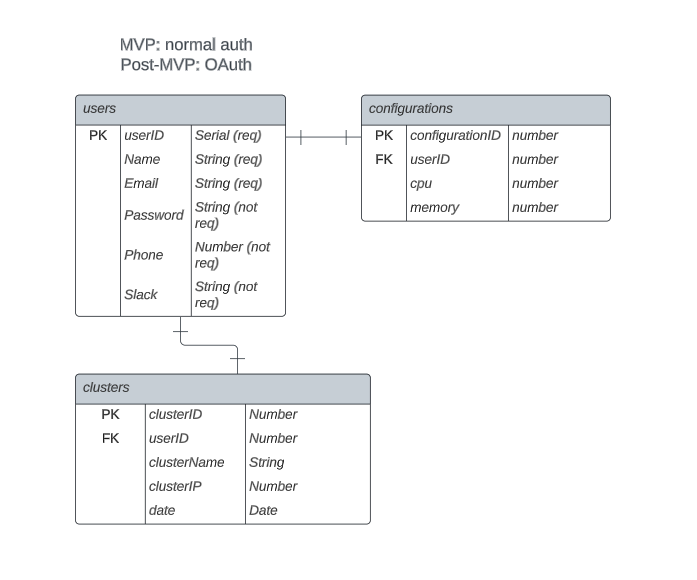 MVP: normal auth
Post-MVP: OAuth
users
PK userID Serial (req)
Name String (req)
Email String (req)
Password String (not
req)
Phone Number (not
req)
Slack String (not
req)
configurations
PK configurationID number
FK userID number
cpu number
memory number
clusters
PK clusterID Number
FK userID Number
clusterName String
clusterIP Number
date Date